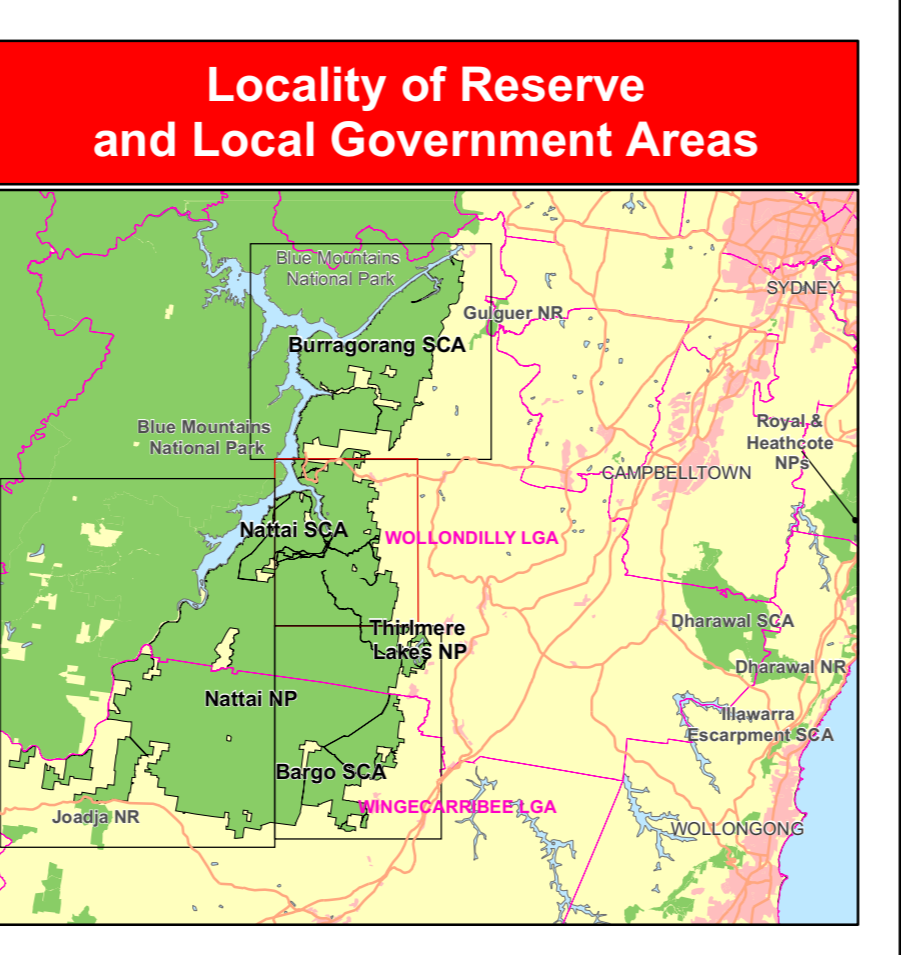 Locality of Reserve
and Local Government Areas
Blue Mountains
National Park
SYDNEY
Gulguer NR
Burragorang SCA
Blue Mountains
National Park
Royal &
Heathcote
NPs
CAMPBELLTOWN
Nattai SCA
WOLLONDILLY LGA
Thirlmere
Lakes NP
Dharawal SCA
Dharawal NR
Nattai NP
Illawarra
Escarpment SCA
Bargo SCA
WINGECARRIBEE LGA
Joadja NR
WOLLONGONG